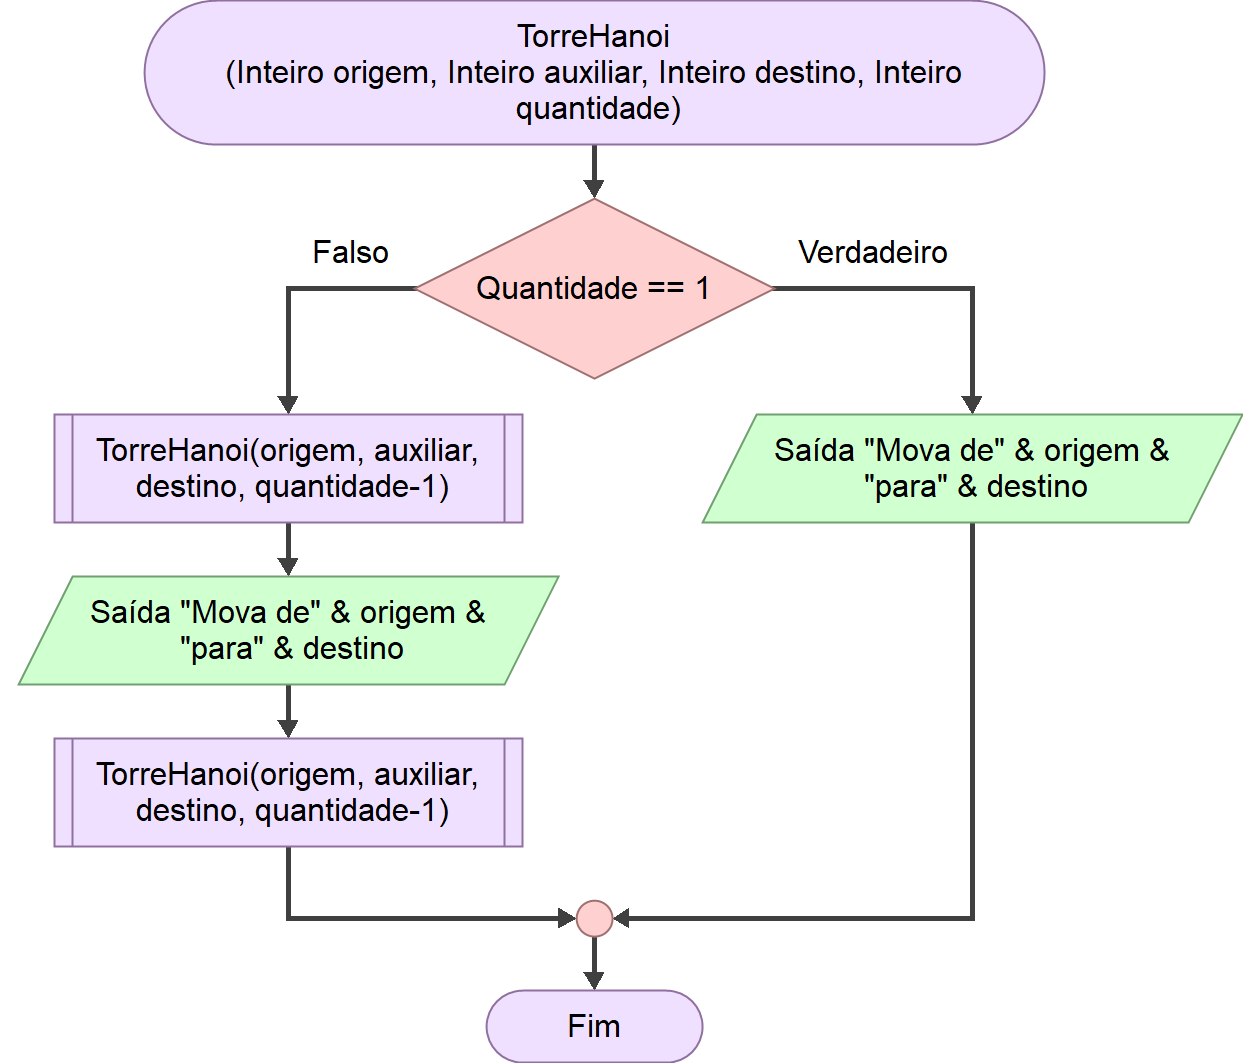 TorreHanoi
(Inteiro origem, Inteiro auxiliar, Inteiro destino, Inteiro
quantidade)
Falso
Verdadeiro
Quantidade == 1
TorreHanoi(origem, auxiliar,
destino, quantidade-1)
Saída "Mova de" & origem &
"para" & destino
Saída "Mova de" & origem &
"para" & destino
TorreHanoi(origem, auxiliar,
destino, quantidade-1)
Fim